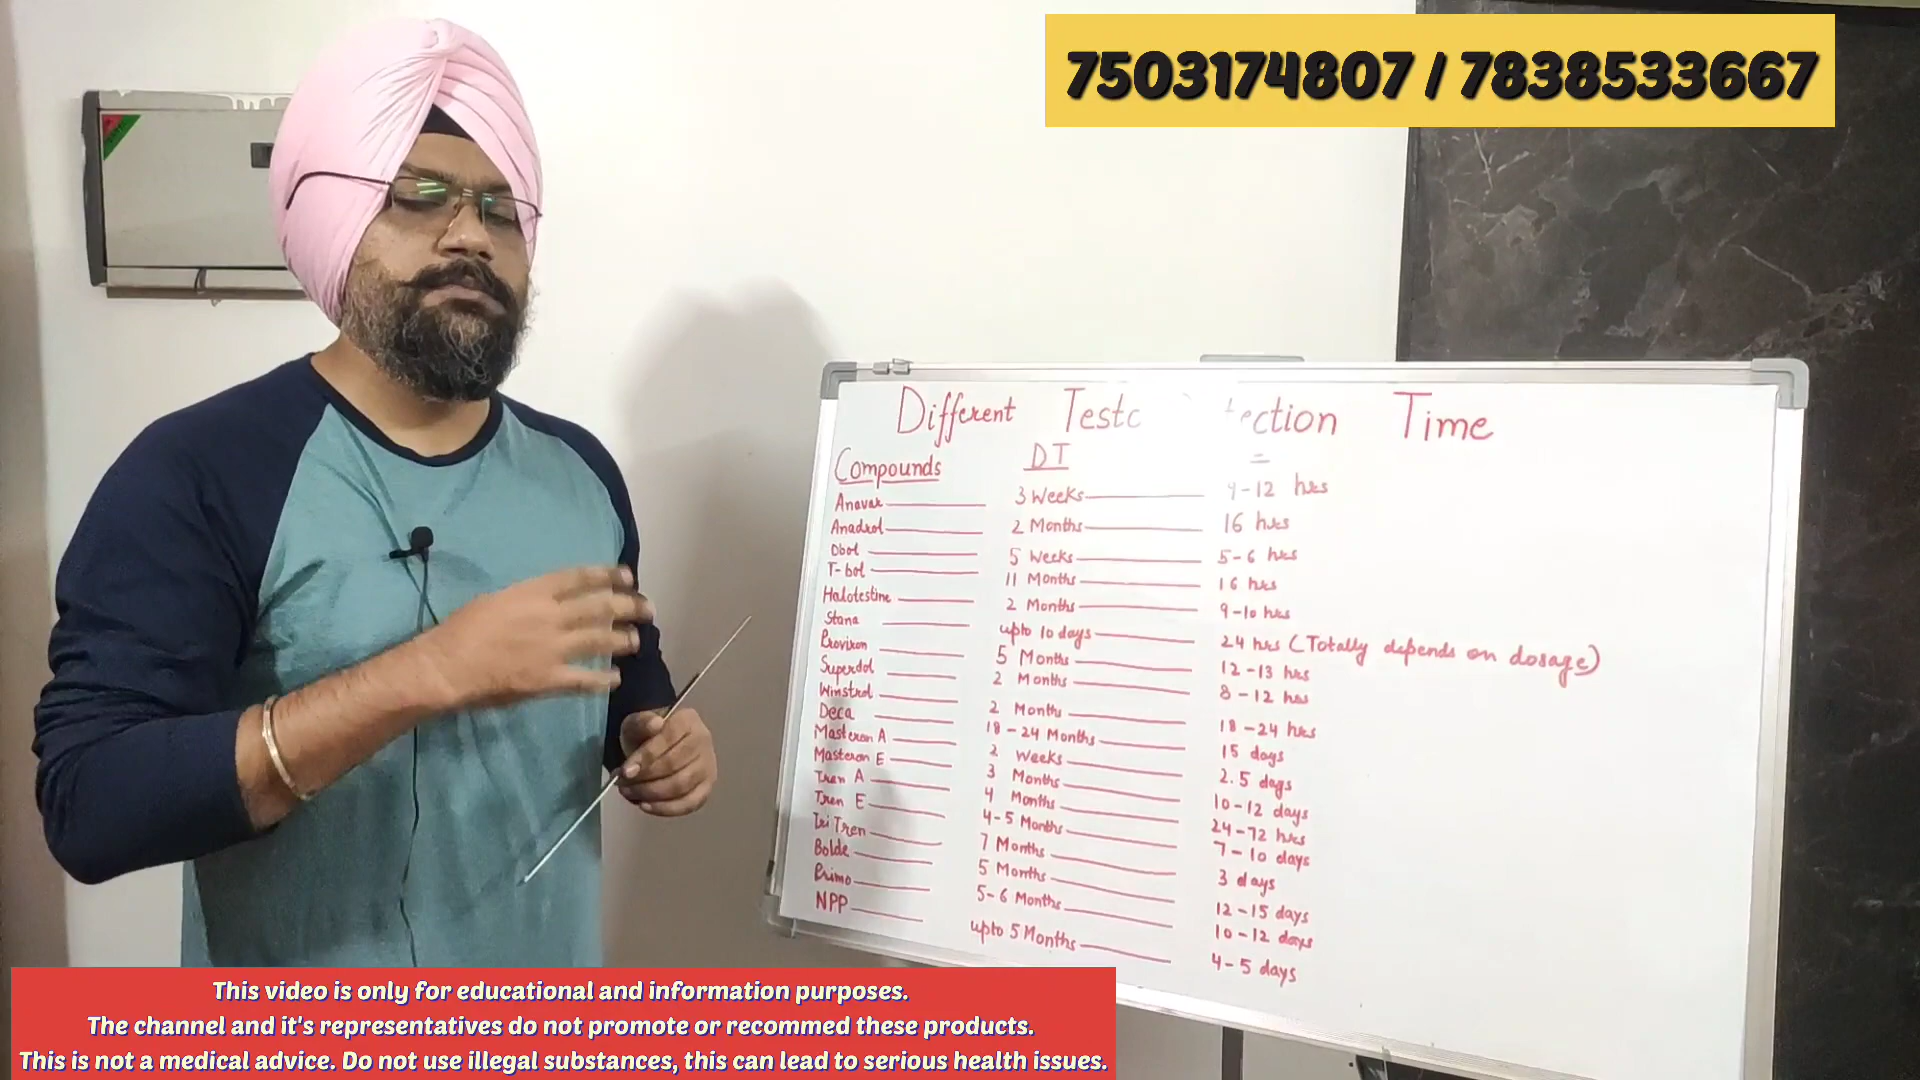 7503174807 / 7838533667
Different Testo ection Time
Compounds DT =
Anavar 3 Weeks 9-12 hrs
Anadrol 2 Months 16 hrs
Dbol 5 Weeks 5-6 hrs
T-bol 11 Months 16 hrs
Halotestine 2 Months 9-10 hrs
Stana upto 10 days 24 hrs (Totally depends on dosage)
Proviron 5 Months 12-13 hrs
Superdol 2 Months 8-12 hrs
Winstrol 2 Months 18-24 hrs
Deca 18-24 Months 15 days
Masteron A 2 Weeks 2.5 days
Masteron E 3 Months 10-12 days
Tren A 4 Months 24-72 hrs
Tren E 4-5 Months 7-10 days
Tri Tren 7 Months 3 days
Bolde 5 Months 12-15 days
Primo 5-6 Months 10-12 days
NPP upto 5 Months 4-5 days
This video is only for educational and information purposes.
The channel and it's representatives do not promote or recommed these products.
This is not a medical advice. Do not use illegal substances, this can lead to serious health issues.